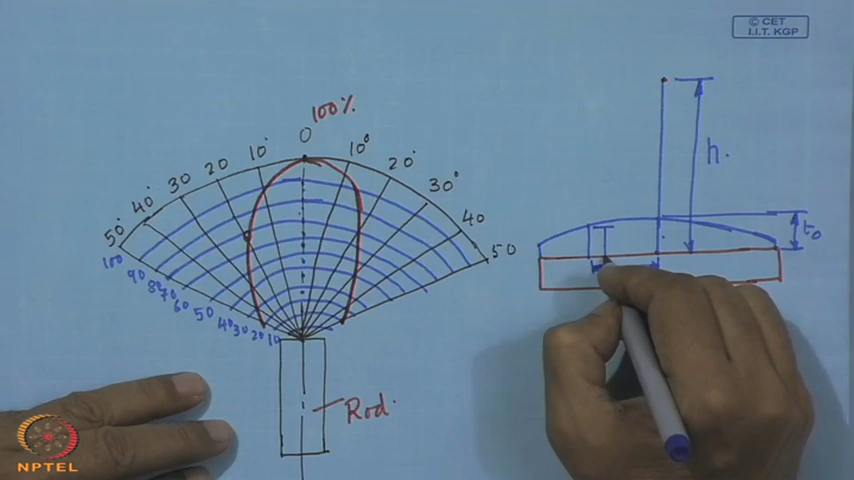 © CET
I.I.T. KGP
100%
0
10° 10°
20 20°
30 30°
40° 40
50° 50
100 90 80 70 60 50 40 30 20 10
Rod.
h.
t₀
NPTEL